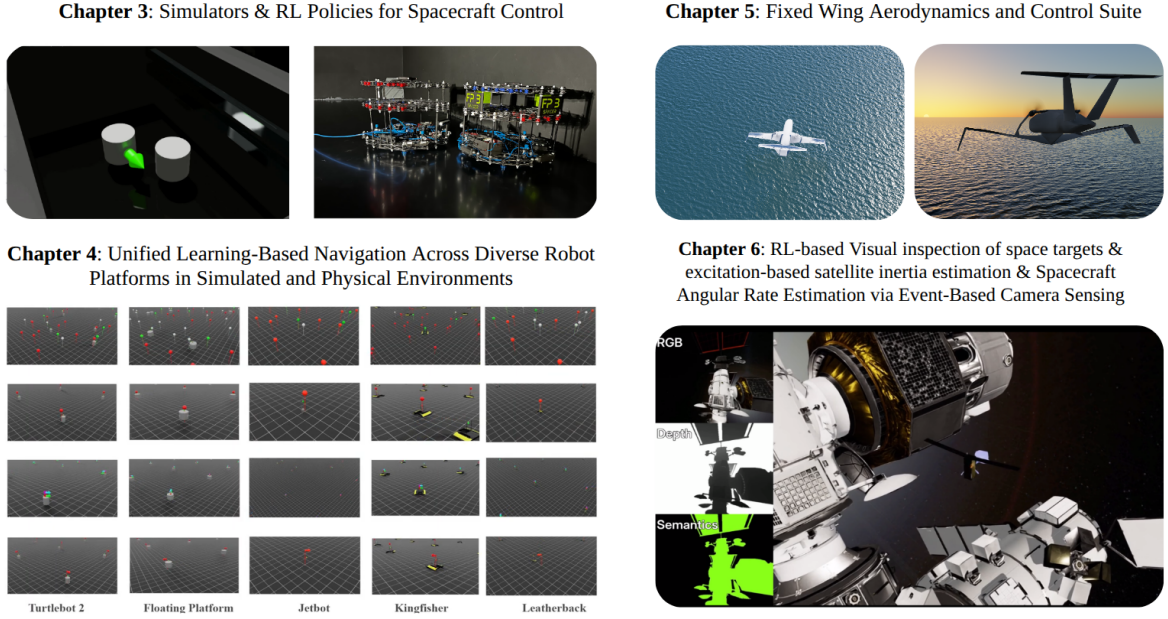 Chapter 3: Simulators & RL Policies for Spacecraft Control
FP3
FP3
Chapter 4: Unified Learning-Based Navigation Across Diverse Robot
Platforms in Simulated and Physical Environments
Turtlebot 2
Floating Platform
Jetbot
Kingfisher
Leatherback
Chapter 5: Fixed Wing Aerodynamics and Control Suite
Chapter 6: RL-based Visual inspection of space targets &
excitation-based satellite inertia estimation & Spacecraft
Angular Rate Estimation via Event-Based Camera Sensing
RGB
Depth
Semantics